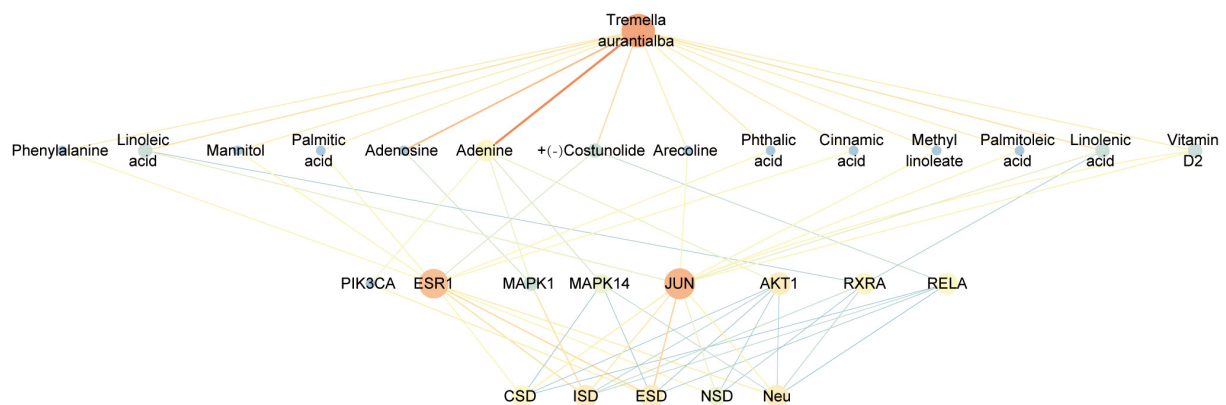 Tremella
aurantialba
Phenylalanine
Linoleic
acid
Mannitol
Palmitic
acid
Adenosine
Adenine
+(-)Costunolide
Arecoline
Phthalic
acid
Cinnamic
acid
Methyl
linoleate
Palmitoleic
acid
Linolenic
acid
Vitamin
D2
PIK3CA
ESR1
MAPK1
MAPK14
JUN
AKT1
RXRA
RELA
CSD
ISD
ESD
NSD
Neu